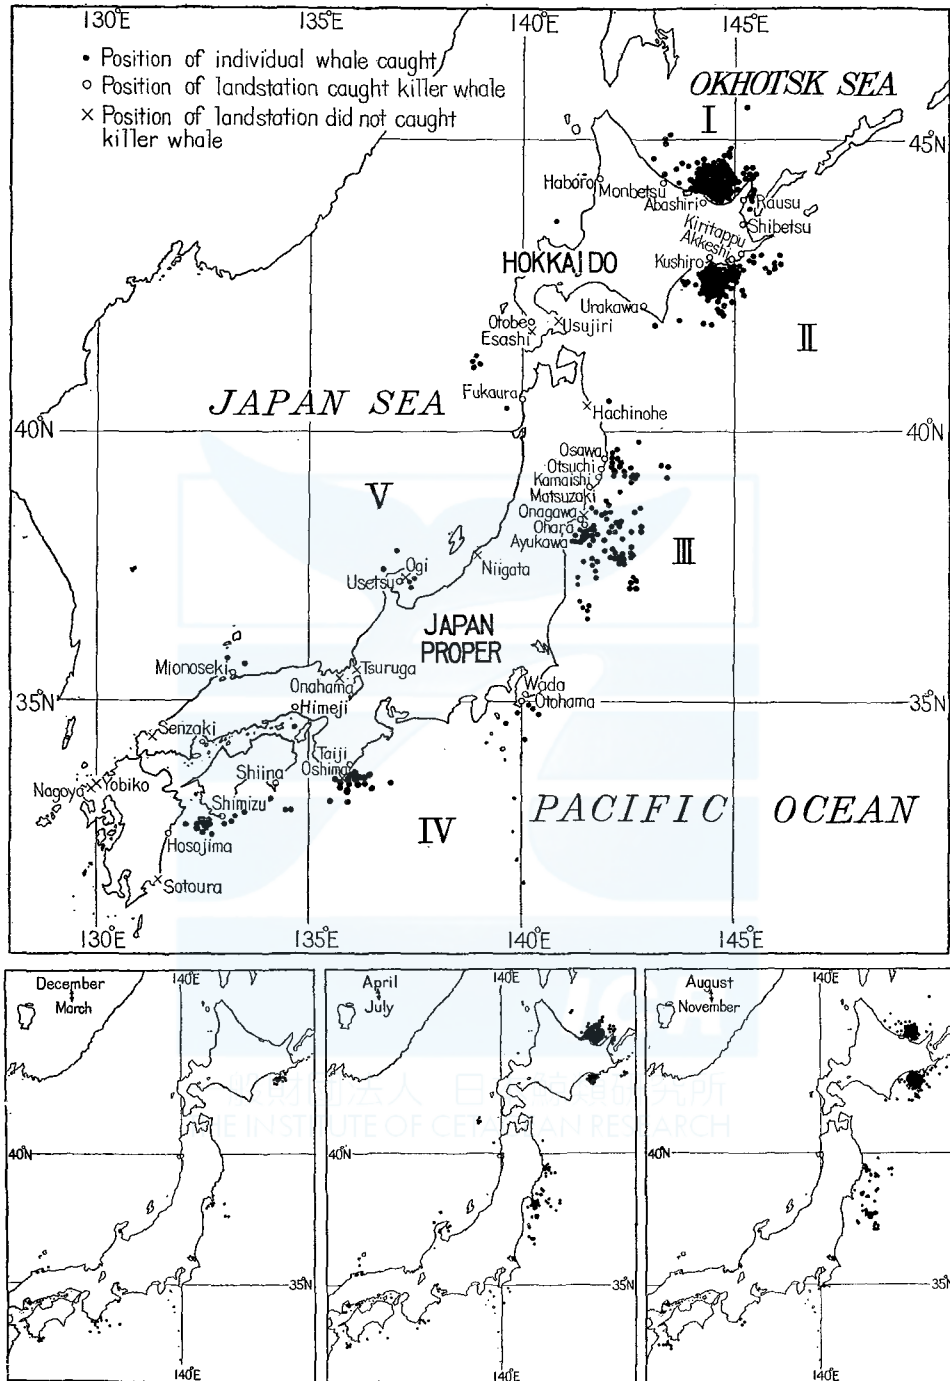 130°E 135°E 140°E 145°E
• Position of individual whale caught
○ Position of landstation caught killer whale
× Position of landstation did not caught
killer whale
OKHOTSK SEA
I
45°N
Haboro
Monbetsu
Abashiri
Rausu
Shibetsu
Kiritappu
Akkeshi
Kushiro
HOKKAIDO
Urakawa
Otobe
Esashi
Usujiri
II
Fukaura
JAPAN SEA
Hachinohe
40°N 40°N
Osawa
Otsuchi
Kamaishi
Matsuzaki
Onagawa
Ohara
Ayukawa
V
III
Ogi
Usetsu
Niigata
JAPAN
PROPER
Mionoseki
Tsuruga
Onahama
Himeji
Wada
Otohama
35°N 35°N
Senzaki
Taiji
Oshima
Shiina
Nagoya
Yobiko
Shimizu
Hosojima
Sotoura
IV
PACIFIC OCEAN
130°E 135°E 140°E 145°E
December
March
140°E
40°N
35°N
140°E
April
July
140°E
40°N
35°N
140°E
August
November
140°E
40°N
35°N
140°E
ICR
THE INSTITUTE OF CETACEAN RESEARCH